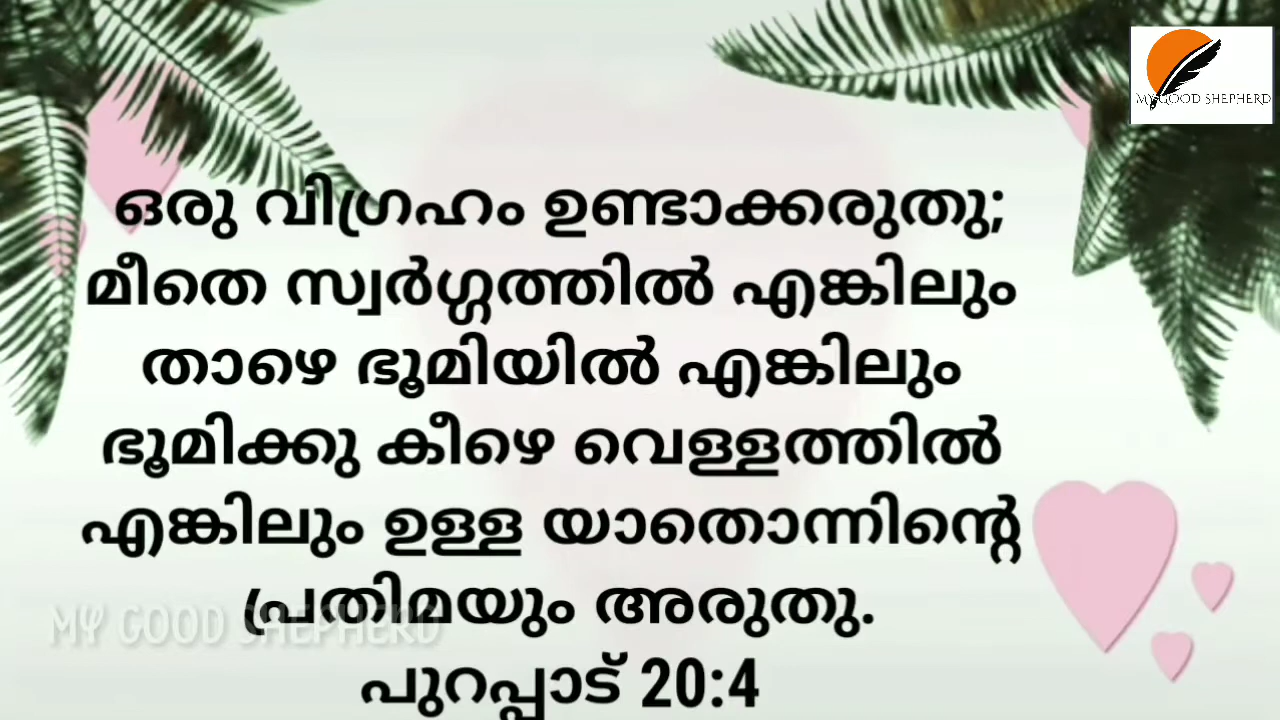 MY GOOD SHEPHERD
ഒരു വിഗ്രഹം ഉണ്ടാക്കരുതു;
മീതെ സ്വർഗ്ഗത്തിൽ എങ്കിലും
താഴെ ഭൂമിയിൽ എങ്കിലും
ഭൂമിക്കു കീഴെ വെള്ളത്തിൽ
എങ്കിലും ഉള്ള യാതൊന്നിന്റെ
പ്രതിമയും അരുതു.
MY GOOD SHEPHERD
പുറപ്പാട് 20:4